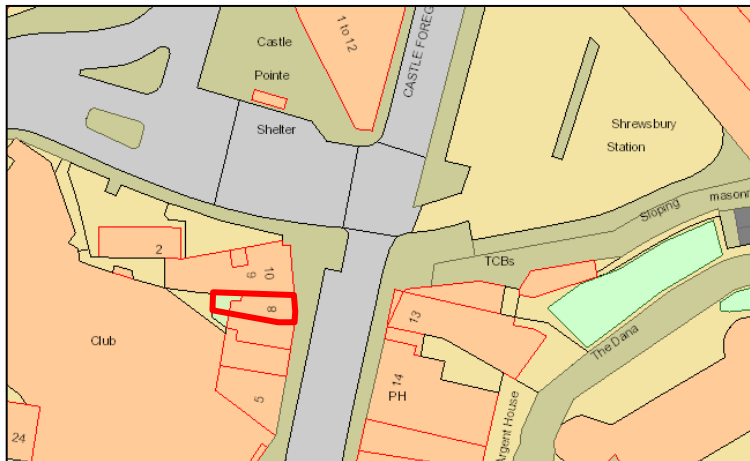 1 to 12
CASTLE FOREG
Castle
Pointe
Shelter
Shrewsbury
Station
Sloping
masonr
TCBs
2
9
10
8
13
The Dana
Club
5
14
PH
Argent House
24